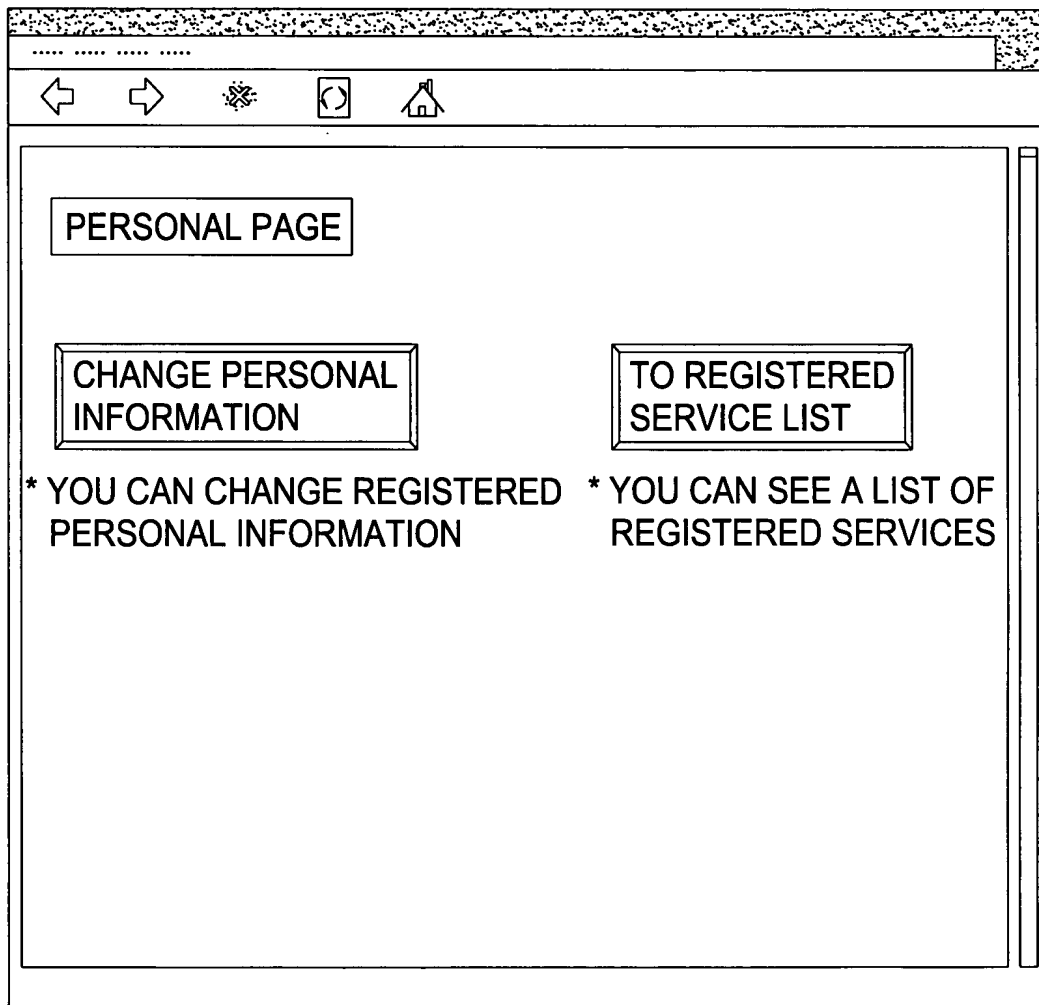 PERSONAL PAGE
CHANGE PERSONAL
INFORMATION
* YOU CAN CHANGE REGISTERED
PERSONAL INFORMATION
TO REGISTERED
SERVICE LIST
* YOU CAN SEE A LIST OF
REGISTERED SERVICES